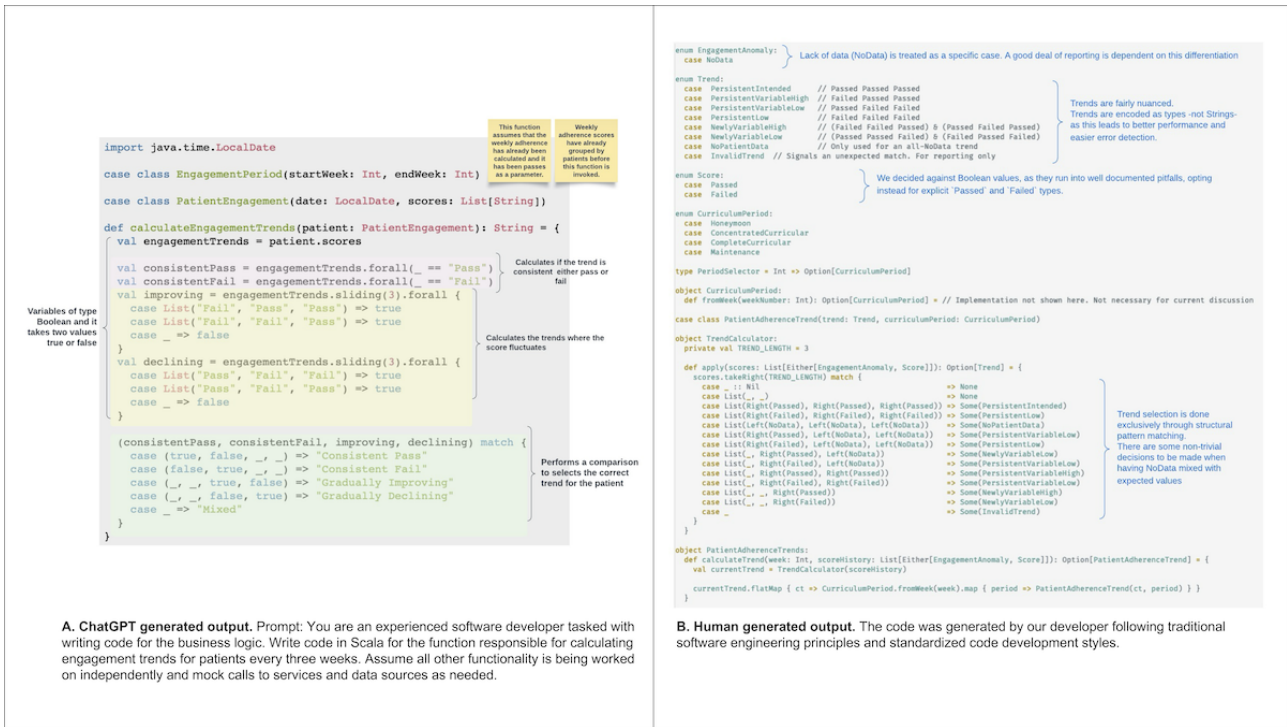 This function
assumes that the
weekly adherence
has already been
calculated and it
has been passes
as a parameter.
Weekly
adherence scores
have already
grouped by
patients before
this function is
invoked.
import java.time.LocalDate
case class EngagementPeriod(startWeek: Int, endWeek: Int)
case class PatientEngagement(date: LocalDate, scores: List[String])
def calculateEngagementTrends(patient: PatientEngagement): String = {
val engagementTrends = patient.scores
val consistentPass = engagementTrends.forall(_ == "Pass")
val consistentFail = engagementTrends.forall(_ == "Fail")
val improving = engagementTrends.sliding(3).forall {
case List("Fail", "Pass", "Pass") => true
case List("Fail", "Fail", "Pass") => true
case _ => false
}
val declining = engagementTrends.sliding(3).forall {
case List("Pass", "Fail", "Fail") => true
case List("Fail", "Fail", "Pass") => true
case _ => false
}
(consistentPass, consistentFail, improving, declining) match {
case (true, false, _, _) => "Consistent Pass"
case (false, true, _, _) => "Consistent Fail"
case (_, _, true, false) => "Gradually Improving"
case (_, _, false, true) => "Gradually Declining"
case _ => "Mixed"
}
}
Variables of type
Boolean and it
takes two values
true or false
Calculates if the trend is
consistent either pass or
fail
Calculates the trends where the
score fluctuates
Performs a comparison
to selects the correct
trend for the patient
A. ChatGPT generated output. Prompt: You are an experienced software developer tasked with
writing code for the business logic. Write code in Scala for the function responsible for calculating
engagement trends for patients every three weeks. Assume all other functionality is being worked
on independently and mock calls to services and data sources as needed.
enum EngagementAnomaly:
case NoData
Lack of data (NoData) is treated as a specific case. A good deal of reporting is dependent on this differentiation
enum Trend:
case PersistentIntended // Passed Passed Passed
case PersistentVariableHigh // Failed Passed Passed
case PersistentVariableLow // Passed Failed Failed
case PersistentLow // Failed Failed Failed
case NewlyVariableHigh // (Failed Failed Passed) & (Passed Failed Passed)
case NewlyVariableLow // (Passed Passed Failed) & (Failed Passed Failed)
case NoPatientData // Only used for an all-NoData trend
case InvalidTrend // Signals an unexpected match. For reporting only
Trends are fairly nuanced.
Trends are encoded as types -not Strings-
as this leads to better performance and
easier error detection.
enum Score:
case Passed
case Failed
We decided against Boolean values, as they run into well documented pitfalls, opting
instead for explicit `Passed` and `Failed` types.
enum CurriculumPeriod:
case Honeymoon
case ConcentratedCurricular
case CompleteCurricular
case Maintenance
type PeriodSelector = Int => Option[CurriculumPeriod]
object CurriculumPeriod:
def fromWeek(weekNumber: Int): Option[CurriculumPeriod] = // Implementation not shown here. Not necessary for current discussion
case class PatientAdherenceTrend(trend: Trend, curriculumPeriod: CurriculumPeriod)
object TrendCalculator:
private val TREND_LENGTH = 3
def apply(scores: List[Either[EngagementAnomaly, Score]]): Option[Trend] = {
scores.takeRight(TREND_LENGTH) match {
case _ :: Nil => None
case List(_, _) => None
case List(Right(Passed), Right(Passed), Right(Passed)) => Some(PersistentIntended)
case List(Right(Failed), Right(Failed), Right(Failed)) => Some(PersistentLow)
case List(Left(NoData), Left(NoData), Left(NoData)) => Some(NoPatientData)
case List(Right(Passed), Left(NoData), Left(NoData)) => Some(PersistentVariableLow)
case List(Right(Failed), Left(NoData), Left(NoData)) => Some(PersistentLow)
case List(_, Right(Passed), Left(NoData)) => Some(NewlyVariableLow)
case List(_, Right(Failed), Left(NoData)) => Some(PersistentVariableLow)
case List(_, Right(Passed), Right(Passed)) => Some(PersistentVariableHigh)
case List(_, Right(Failed), Right(Failed)) => Some(PersistentVariableLow)
case List(_, _, Right(Passed)) => Some(NewlyVariableHigh)
case List(_, _, Right(Failed)) => Some(NewlyVariableLow)
case _ => Some(InvalidTrend)
}
}
Trend selection is done
exclusively through structural
pattern matching.
There are some non-trivial
decisions to be made when
having NoData mixed with
expected values
object PatientAdherenceTrends:
def calculateTrend(week: Int, scoreHistory: List[Either[EngagementAnomaly, Score]]): Option[PatientAdherenceTrend] = {
val currentTrend = TrendCalculator(scoreHistory)
currentTrend.flatMap { ct => CurriculumPeriod.fromWeek(week).map { period => PatientAdherenceTrend(ct, period) } }
}
B. Human generated output. The code was generated by our developer following traditional
software engineering principles and standardized code development styles.